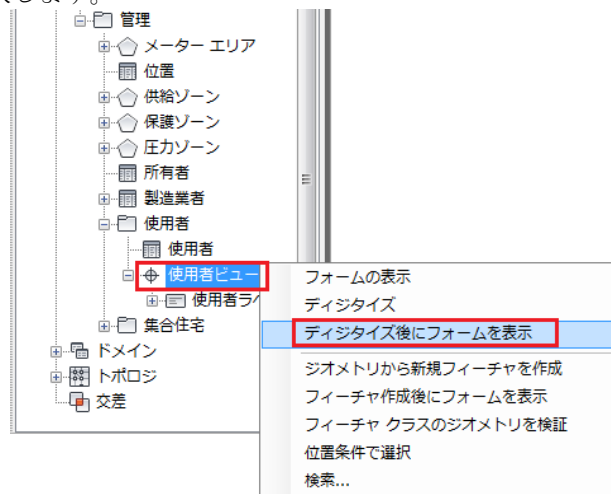 します。
管理
メーター エリア
位置
供給ゾーン
保護ゾーン
圧力ゾーン
所有者
製造業者
使用者
使用者
使用者ビュー
使用者ラベ
集合住宅
ドメイン
トポロジ
交差
フォームの表示
ディジタイズ
ディジタイズ後にフォームを表示
ジオメトリから新規フィーチャを作成
フィーチャ作成後にフォームを表示
フィーチャ クラスのジオメトリを検証
位置条件で選択
検索...